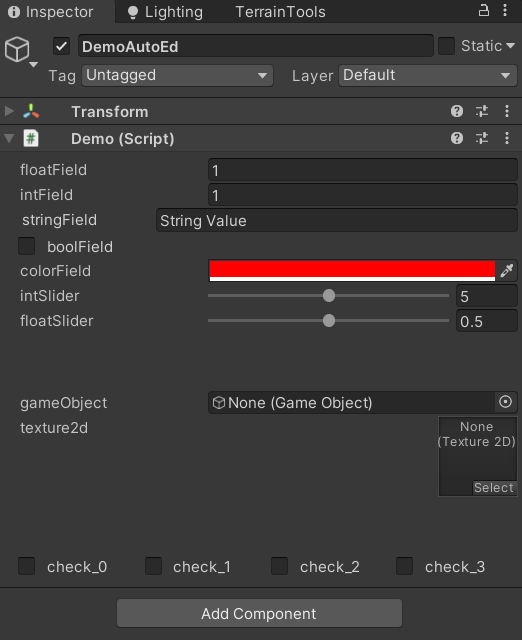 Inspector Lighting TerrainTools
DemoAutoEd Static
Tag Untagged Layer Default
Transform
Demo (Script)
floatField 1
intField 1
stringField String Value
boolField
colorField
intSlider 5
floatSlider 0.5
gameObject None (Game Object)
texture2d None
(Texture 2D)
Select
check_0 check_1 check_2 check_3
Add Component